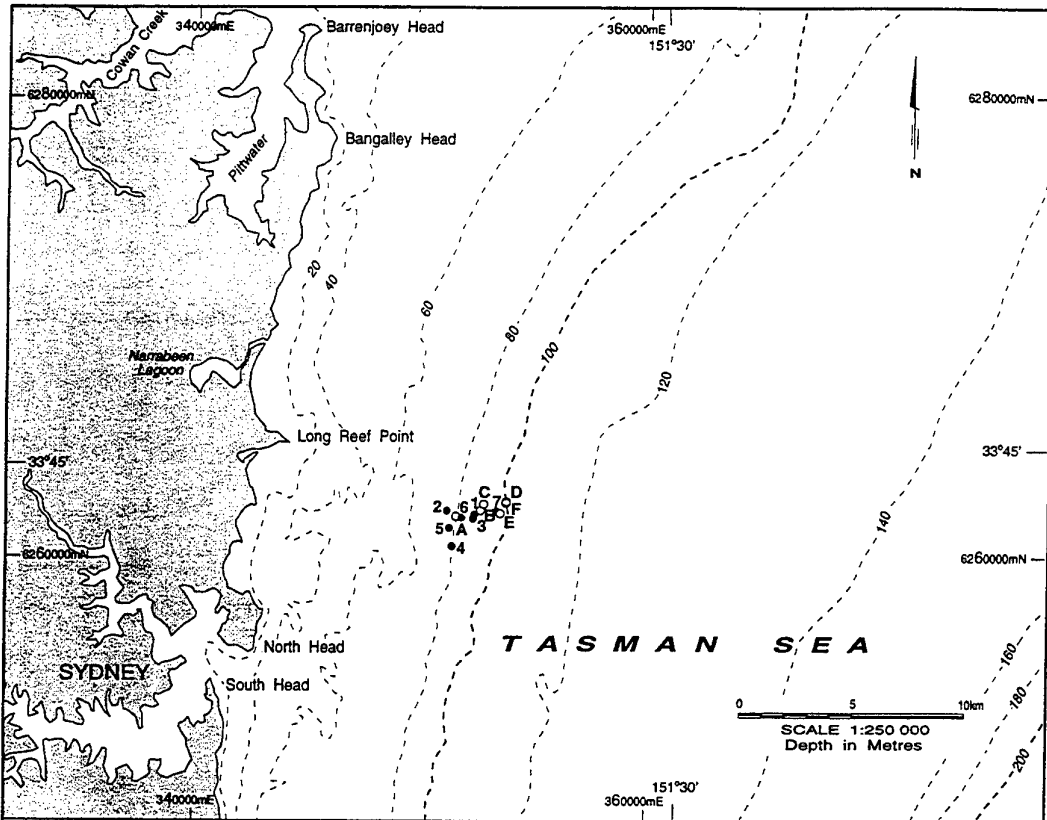 340000mE
Barrenjoey Head
360000mE
151°30'
Cowan Creek
6280000mN
6280000mN
Bangalley Head
Pittwater
N
20
40
60
80
100
120
Narrabeen
Lagoon
Long Reef Point
33°45'
33°45'
C
D
2
6
1
7
F
B
5
A
3
E
4
140
6260000mN
6260000mN
TASMAN SEA
North Head
SYDNEY
South Head
160
180
200
0
5
10km
SCALE 1:250 000
Depth in Metres
340000mE
360000mE
151°30'